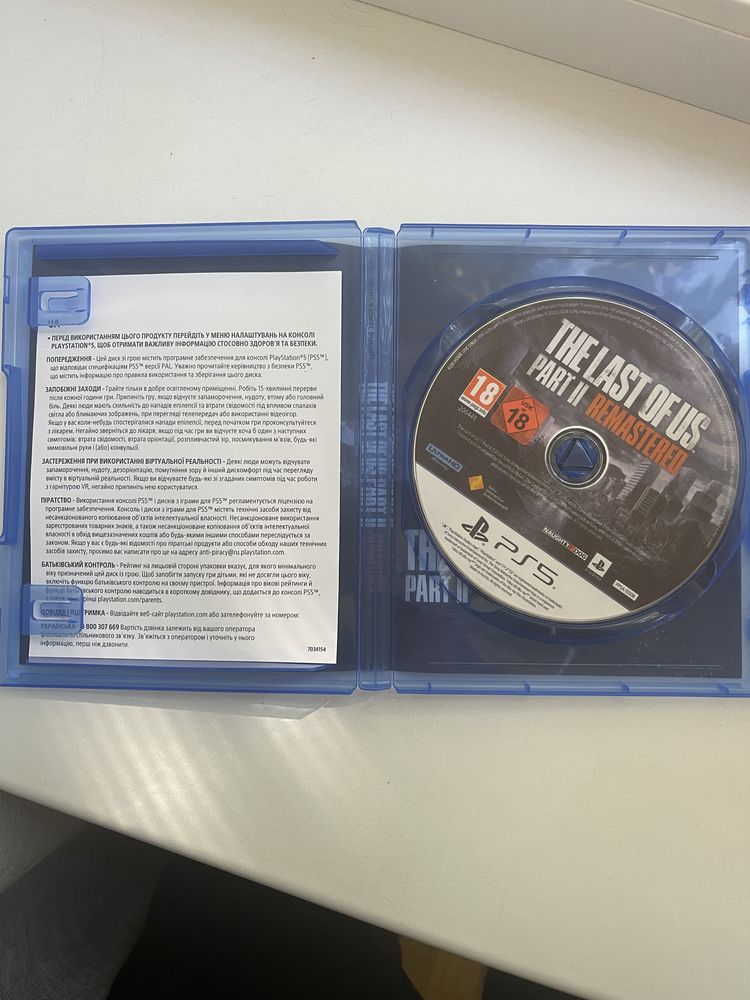 • ПЕРЕД ВИКОРИСТАННЯМ ЦЬОГО ПРОДУКТУ ПЕРЕЙДІТЬ У МЕНЮ НАЛАШТУВАНЬ НА КОНСОЛІ
PLAYSTATION®5, ЩОБ ОТРИМАТИ ВАЖЛИВУ ІНФОРМАЦІЮ СТОСОВНО ЗДОРОВ'Я ТА БЕЗПЕКИ.
ПОПЕРЕДЖЕННЯ - Цей диск зі грою містить програмне забезпечення для консолі PlayStation®5 (PS5™),
що відповідає специфікаціям PS5™ версії PAL. Уважно прочитайте керівництво з безпеки PS5™,
що містить інформацію про правила використання та зберігання цього диска.
ЗАПОБІЖНІ ЗАХОДИ - Грайте тільки в добре освітленому приміщенні. Робіть 15-хвилинні перерви
після кожної години гри. Припиніть гру, якщо відчуєте запаморочення, нудоту, втому або головний
біль. Деякі люди мають схильність до нападів епілепсії та втрати свідомості під впливом спалахів
світла або блимаючих зображень, при перегляді телепередач або використанні відеоігор.
Якщо у вас коли-небудь спостерігалися напади епілепсії, перед початком гри проконсультуйтеся
з лікарем. Негайно зверніться до лікаря, якщо під час гри ви відчуєте хоча б один з наступних
симптомів: втрата свідомості, втрата орієнтації, розпливчастий зір, посмикування м'язів, будь-які
мимовільні рухи і (або) конвульсії.
ЗАСТЕРЕЖЕННЯ ПРИ ВИКОРИСТАННІ ВІРТУАЛЬНОЇ РЕАЛЬНОСТІ - Деякі люди можуть відчувати
запаморочення, нудоту, дезорієнтацію, помутніння зору й інший дискомфорт під час перегляду
вмісту в віртуальній реальності. Якщо ви відчуваєте будь-які зі згаданих симптомів під час роботи
з гарнітурою VR, негайно припиніть нею користуватися.
ПІРАТСТВО - Використання консолі PS5™ і дисків з іграми для PS5™ регламентується ліцензією на
програмне забезпечення. Консоль і диски з іграми для PS5™ містять технічні засоби захисту від
несанкціонованого копіювання об'єктів інтелектуальної власності. Несанкціоноване використання
зареєстрованих товарних знаків, а також несанкціоноване копіювання об'єктів інтелектуальної власності
в обхід вищезазначених коштів або будь-якими іншими способами переслідується за
законом. Якщо у вас є будь-які відомості про піратські продукти або способи обходу наших технічних
засобів захисту, просимо вас написати про це на адресу anti-piracy@ru.playstation.com.
БАТЬКІВСЬКИЙ КОНТРОЛЬ - Рейтинг на лицьовій стороні упаковки вказує, для якого мінімального
віку призначений цей диск із грою. Щоб запобігти запуску гри дітьми, які не досягли цього віку,
включіть функцію батьківського контролю на своєму пристрої. Інформація про вікові рейтинги й
функції батьківського контролю наводиться в короткому довіднику, що додається до консолі PS5™,
а також на сторінці playstation.com/parents.
ДОВІДКА І ПІДТРИМКА - Відвідайте веб-сайт playstation.com або зателефонуйте за номером:
УКРАЇНСЬКА 0 800 307 669 Вартість дзвінка залежить від вашого оператора
стільникового зв'язку. Зв'яжіться з оператором і уточніть у нього
інформацію, перш ніж дзвонити.
7034154
THE LAST OF US
PART II REMASTERED
18
USK
18
ULTRA HD
PS5
NAUGHTY DOG
THE
PART II
THE LAST OF US PART II